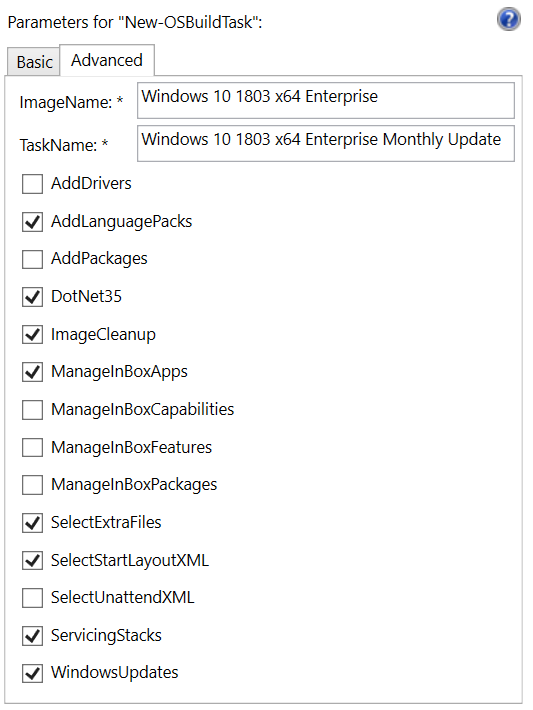 Parameters for "New-OSBuildTask":
?
Basic Advanced
ImageName: * Windows 10 1803 x64 Enterprise
TaskName: * Windows 10 1803 x64 Enterprise Monthly Update
AddDrivers
AddLanguagePacks
AddPackages
DotNet35
ImageCleanup
ManageInBoxApps
ManageInBoxCapabilities
ManageInBoxFeatures
ManageInBoxPackages
SelectExtraFiles
SelectStartLayoutXML
SelectUnattendXML
ServicingStacks
WindowsUpdates